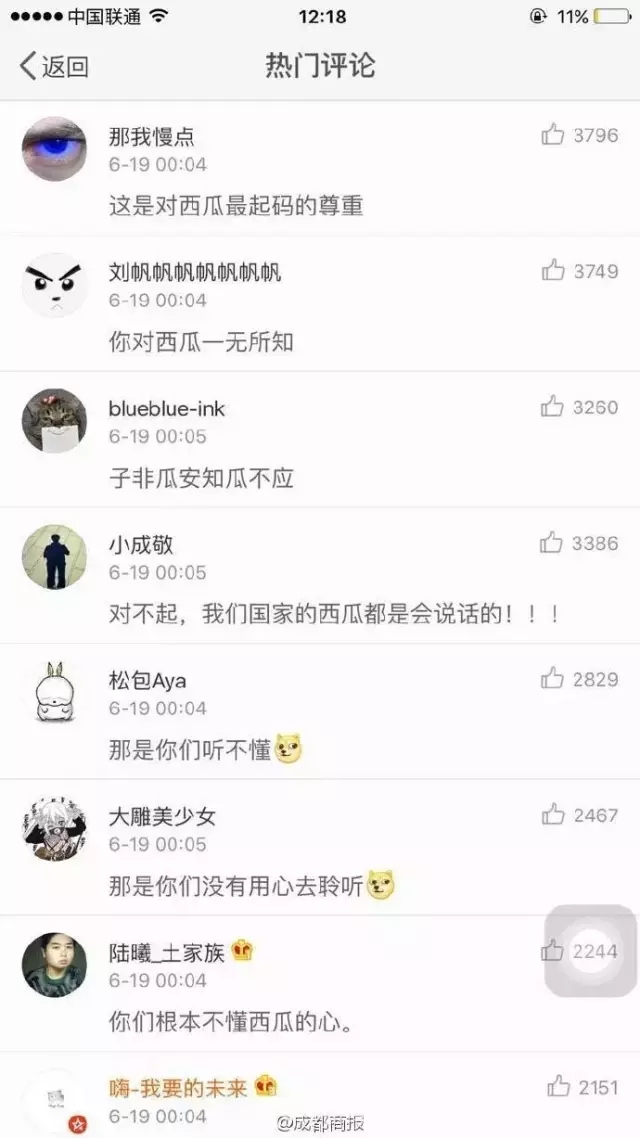 中国联通
12:18
11%
返回
热门评论
那我慢点
3796
6-19 00:04
这是对西瓜最起码的尊重
刘帆帆帆帆帆帆帆
3749
6-19 00:04
你对西瓜一无所知
blueblue-ink
3260
6-19 00:05
子非瓜安知瓜不应
小成敬
3386
6-19 00:05
对不起，我们国家的西瓜都是会说话的！！！
松包Aya
2829
6-19 00:04
那是你们听不懂
大雕美少女
2467
6-19 00:05
那是你们没有用心去聆听
陆曦_土家族
2244
6-19 00:04
你们根本不懂西瓜的心。
嗨-我要的未来
2151
6-19 00:04
@成都商报